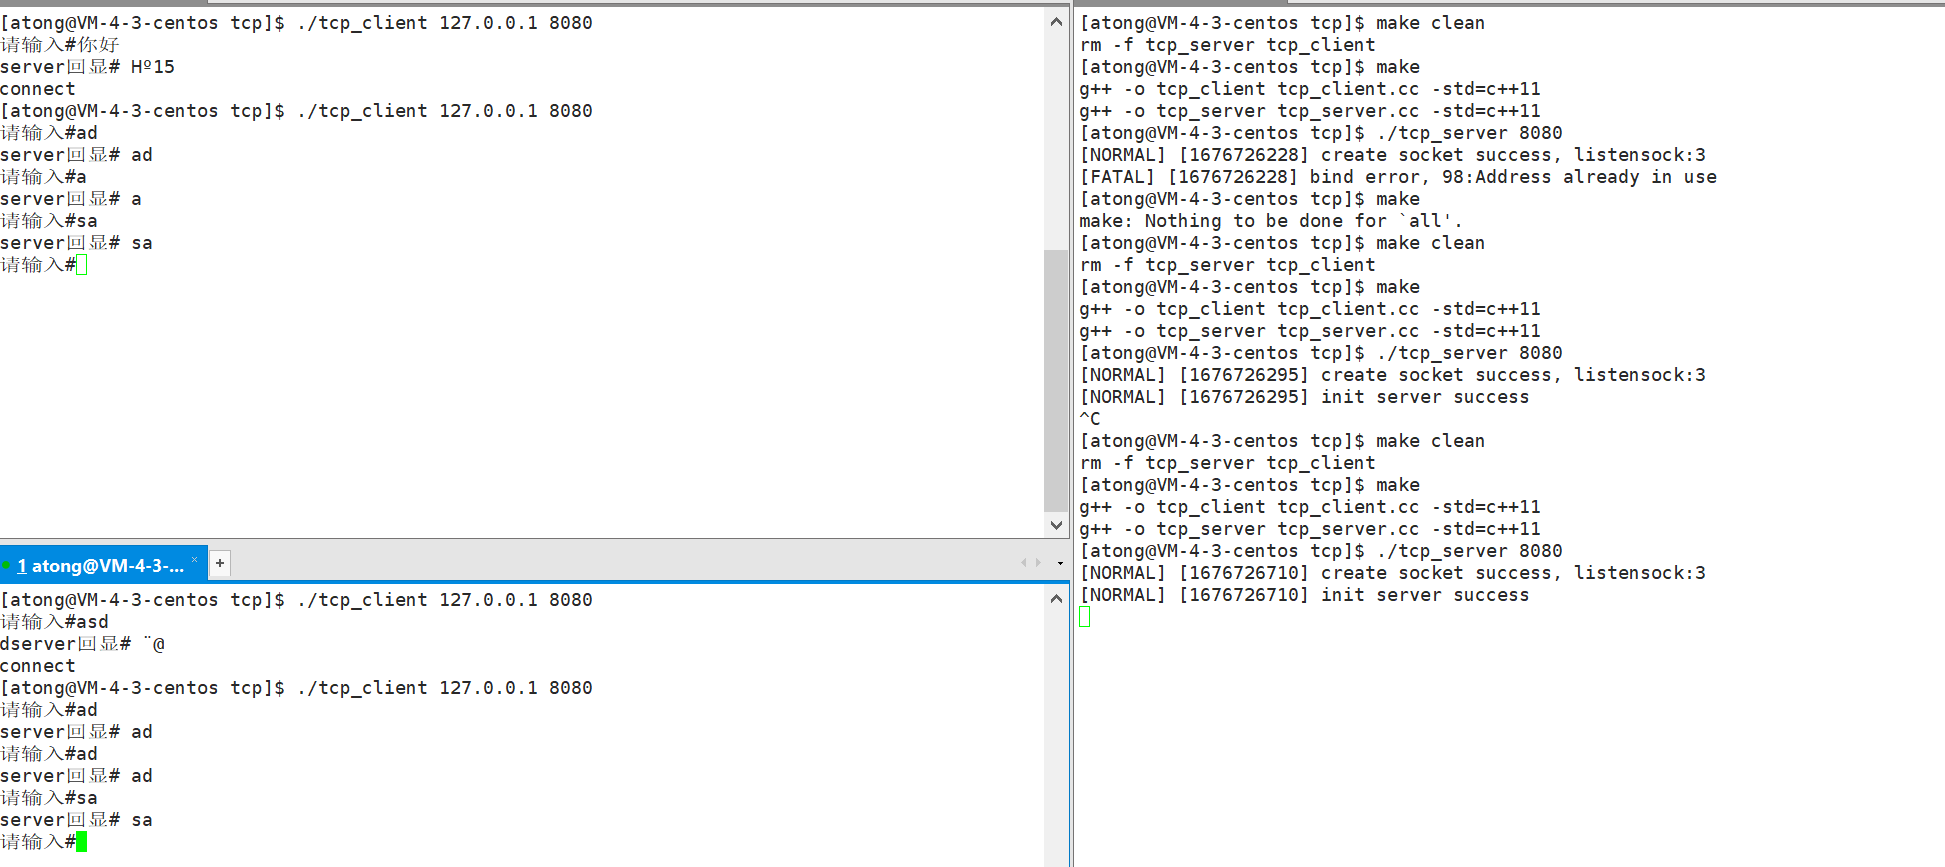 [atong@VM-4-3-centos tcp]$ ./tcp_client 127.0.0.1 8080
请输入#你好
server回显# Hº15
connect
[atong@VM-4-3-centos tcp]$ ./tcp_client 127.0.0.1 8080
请输入#ad
server回显# ad
请输入#a
server回显# a
请输入#sa
server回显# sa
请输入#
1 atong@VM-4-3-...
[atong@VM-4-3-centos tcp]$ ./tcp_client 127.0.0.1 8080
请输入#asd
dserver回显# ¨@
connect
[atong@VM-4-3-centos tcp]$ ./tcp_client 127.0.0.1 8080
请输入#ad
server回显# ad
请输入#ad
server回显# ad
请输入#sa
server回显# sa
请输入#
[atong@VM-4-3-centos tcp]$ make clean
rm -f tcp_server tcp_client
[atong@VM-4-3-centos tcp]$ make
g++ -o tcp_client tcp_client.cc -std=c++11
g++ -o tcp_server tcp_server.cc -std=c++11
[atong@VM-4-3-centos tcp]$ ./tcp_server 8080
[NORMAL] [1676726228] create socket success, listensock:3
[FATAL] [1676726228] bind error, 98:Address already in use
[atong@VM-4-3-centos tcp]$ make
make: Nothing to be done for `all'.
[atong@VM-4-3-centos tcp]$ make clean
rm -f tcp_server tcp_client
[atong@VM-4-3-centos tcp]$ make
g++ -o tcp_client tcp_client.cc -std=c++11
g++ -o tcp_server tcp_server.cc -std=c++11
[atong@VM-4-3-centos tcp]$ ./tcp_server 8080
[NORMAL] [1676726295] create socket success, listensock:3
[NORMAL] [1676726295] init server success
^C
[atong@VM-4-3-centos tcp]$ make clean
rm -f tcp_server tcp_client
[atong@VM-4-3-centos tcp]$ make
g++ -o tcp_client tcp_client.cc -std=c++11
g++ -o tcp_server tcp_server.cc -std=c++11
[atong@VM-4-3-centos tcp]$ ./tcp_server 8080
[NORMAL] [1676726710] create socket success, listensock:3
[NORMAL] [1676726710] init server success